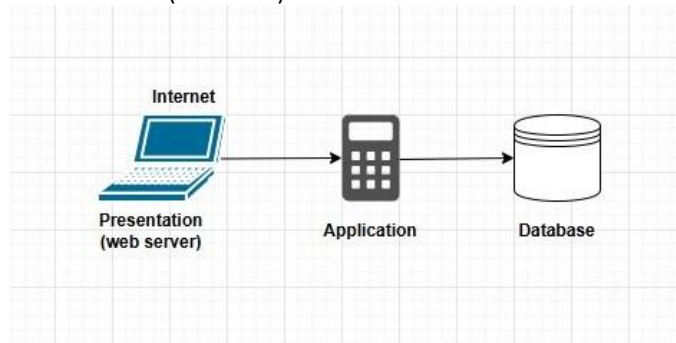 Internet
Presentation
(web server)
Application
Database